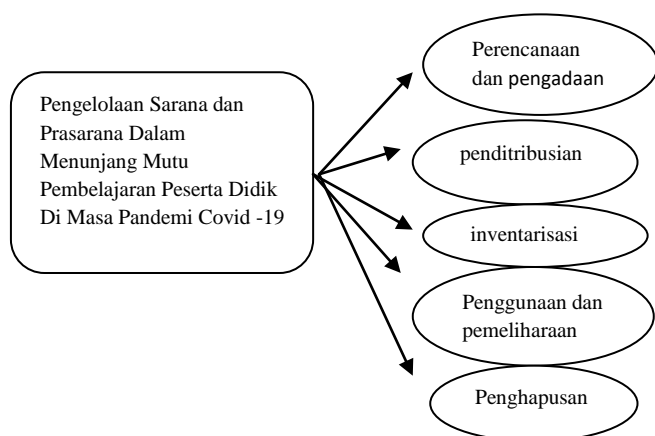 Pengelolaan Sarana dan
Prasarana Dalam
Menunjang Mutu
Pembelajaran Peserta Didik
Di Masa Pandemi Covid -19
Perencanaan
dan pengadaan
penditribusian
inventarisasi
Penggunaan dan
pemeliharaan
Penghapusan